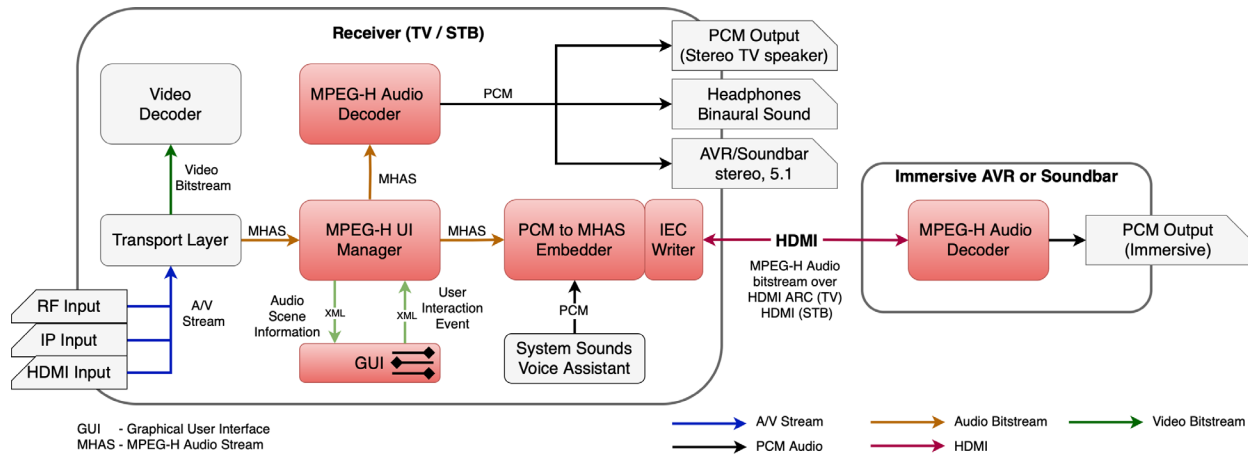 Receiver (TV / STB)
PCM Output
(Stereo TV speaker)
Video
Decoder
MPEG-H Audio
Decoder
PCM
Headphones
Binaural Sound
AVR/Soundbar
stereo, 5.1
Video
Bitstream
MHAS
Immersive AVR or Soundbar
Transport Layer
MHAS
MPEG-H UI
Manager
MHAS
PCM to MHAS
Embedder
IEC
Writer
HDMI
MPEG-H Audio
bitstream over
HDMI ARC (TV)
HDMI (STB)
MPEG-H Audio
Decoder
PCM Output
(Immersive)
RF Input
IP Input
HDMI Input
A/V
Stream
Audio
Scene
Information
XML
XML
User
Interaction
Event
PCM
GUI
System Sounds
Voice Assistant
GUI - Graphical User Interface
MHAS - MPEG-H Audio Stream
A/V Stream
Audio Bitstream
Video Bitstream
PCM Audio
HDMI